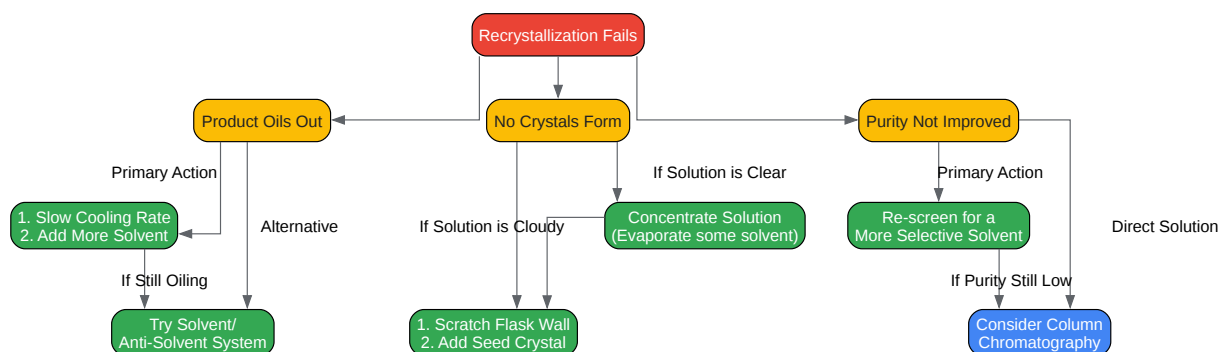 Recrystallization Fails
Product Oils Out
No Crystals Form
Purity Not Improved
Primary Action
If Solution is Clear
Primary Action
1. Slow Cooling Rate
2. Add More Solvent
Alternative
If Solution is Cloudy
Concentrate Solution
(Evaporate some solvent)
Re-screen for a
More Selective Solvent
Direct Solution
If Still Oiling
If Purity Still Low
Try Solvent/
Anti-Solvent System
1. Scratch Flask Wall
2. Add Seed Crystal
Consider Column
Chromatography